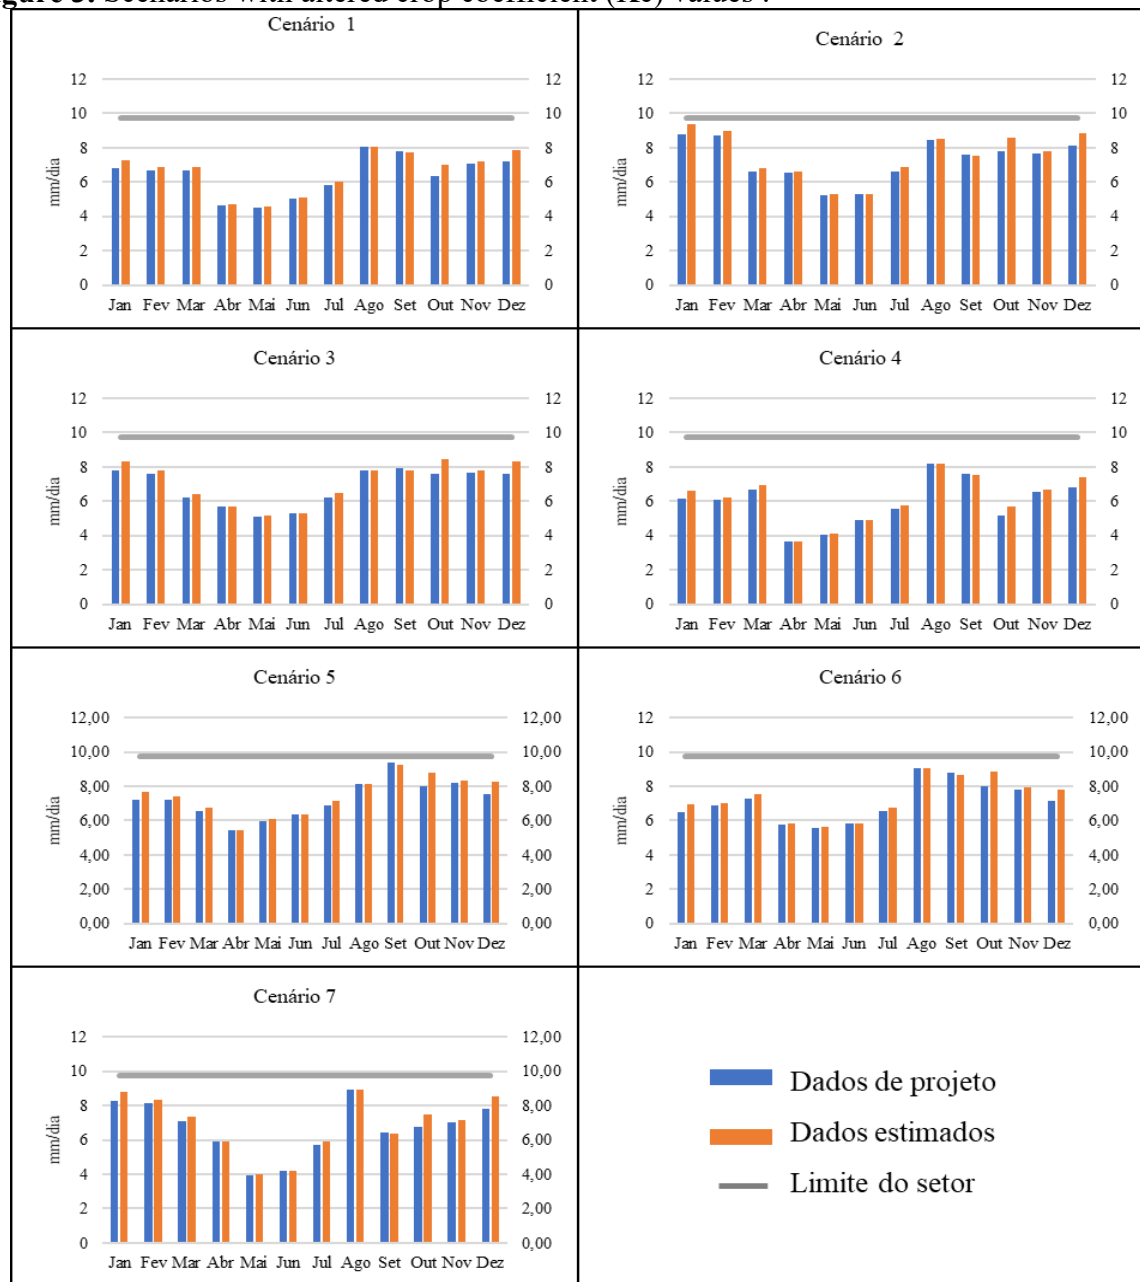 gure 3. Scenarios with altered crop coefficient (Kc) values .
Cenário 1
12 12
10 10
8 8
6 6
4 4
2 2
0 0
mm/dia
Jan Fev Mar Abr Mai Jun Jul Ago Set Out Nov Dez
Cenário 2
12 12
10 10
8 8
6 6
4 4
2 2
0 0
mm/dia
Jan Fev Mar Abr Mai Jun Jul Ago Set Out Nov Dez
Cenário 3
12 12
10 10
8 8
6 6
4 4
2 2
0 0
mm/dia
Jan Fev Mar Abr Mai Jun Jul Ago Set Out Nov Dez
Cenário 4
12 12
10 10
8 8
6 6
4 4
2 2
0 0
mm/dia
Jan Fev Mar Abr Mai Jun Jul Ago Set Out Nov Dez
Cenário 5
12,00 12,00
10,00 10,00
8,00 8,00
6,00 6,00
4,00 4,00
2,00 2,00
0,00 0,00
mm/dia
Jan Fev Mar Abr Mai Jun Jul Ago Set Out Nov Dez
Cenário 6
12 12,00
10 10,00
8 8,00
6 6,00
4 4,00
2 2,00
0 0,00
mm/dia
Jan Fev Mar Abr Mai Jun Jul Ago Set Out Nov Dez
Cenário 7
12 12,00
10 10,00
8 8,00
6 6,00
4 4,00
2 2,00
0 0,00
mm/dia
Jan Fev Mar Abr Mai Jun Jul Ago Set Out Nov Dez
Dados de projeto
Dados estimados
Limite do setor